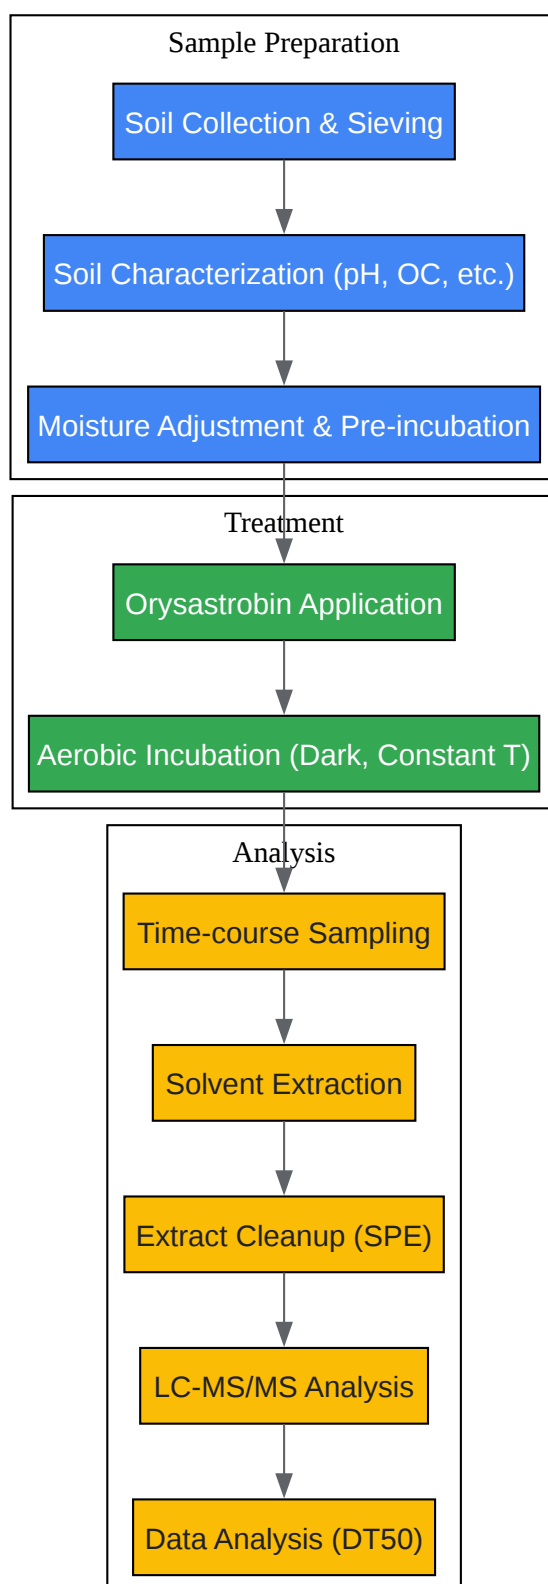 Sample Preparation
Soil Collection & Sieving
Soil Characterization (pH, OC, etc.)
Moisture Adjustment & Pre-incubation
Treatment
Orysastrobin Application
Aerobic Incubation (Dark, Constant T)
Analysis
Time-course Sampling
Solvent Extraction
Extract Cleanup (SPE)
LC-MS/MS Analysis
Data Analysis (DT50)